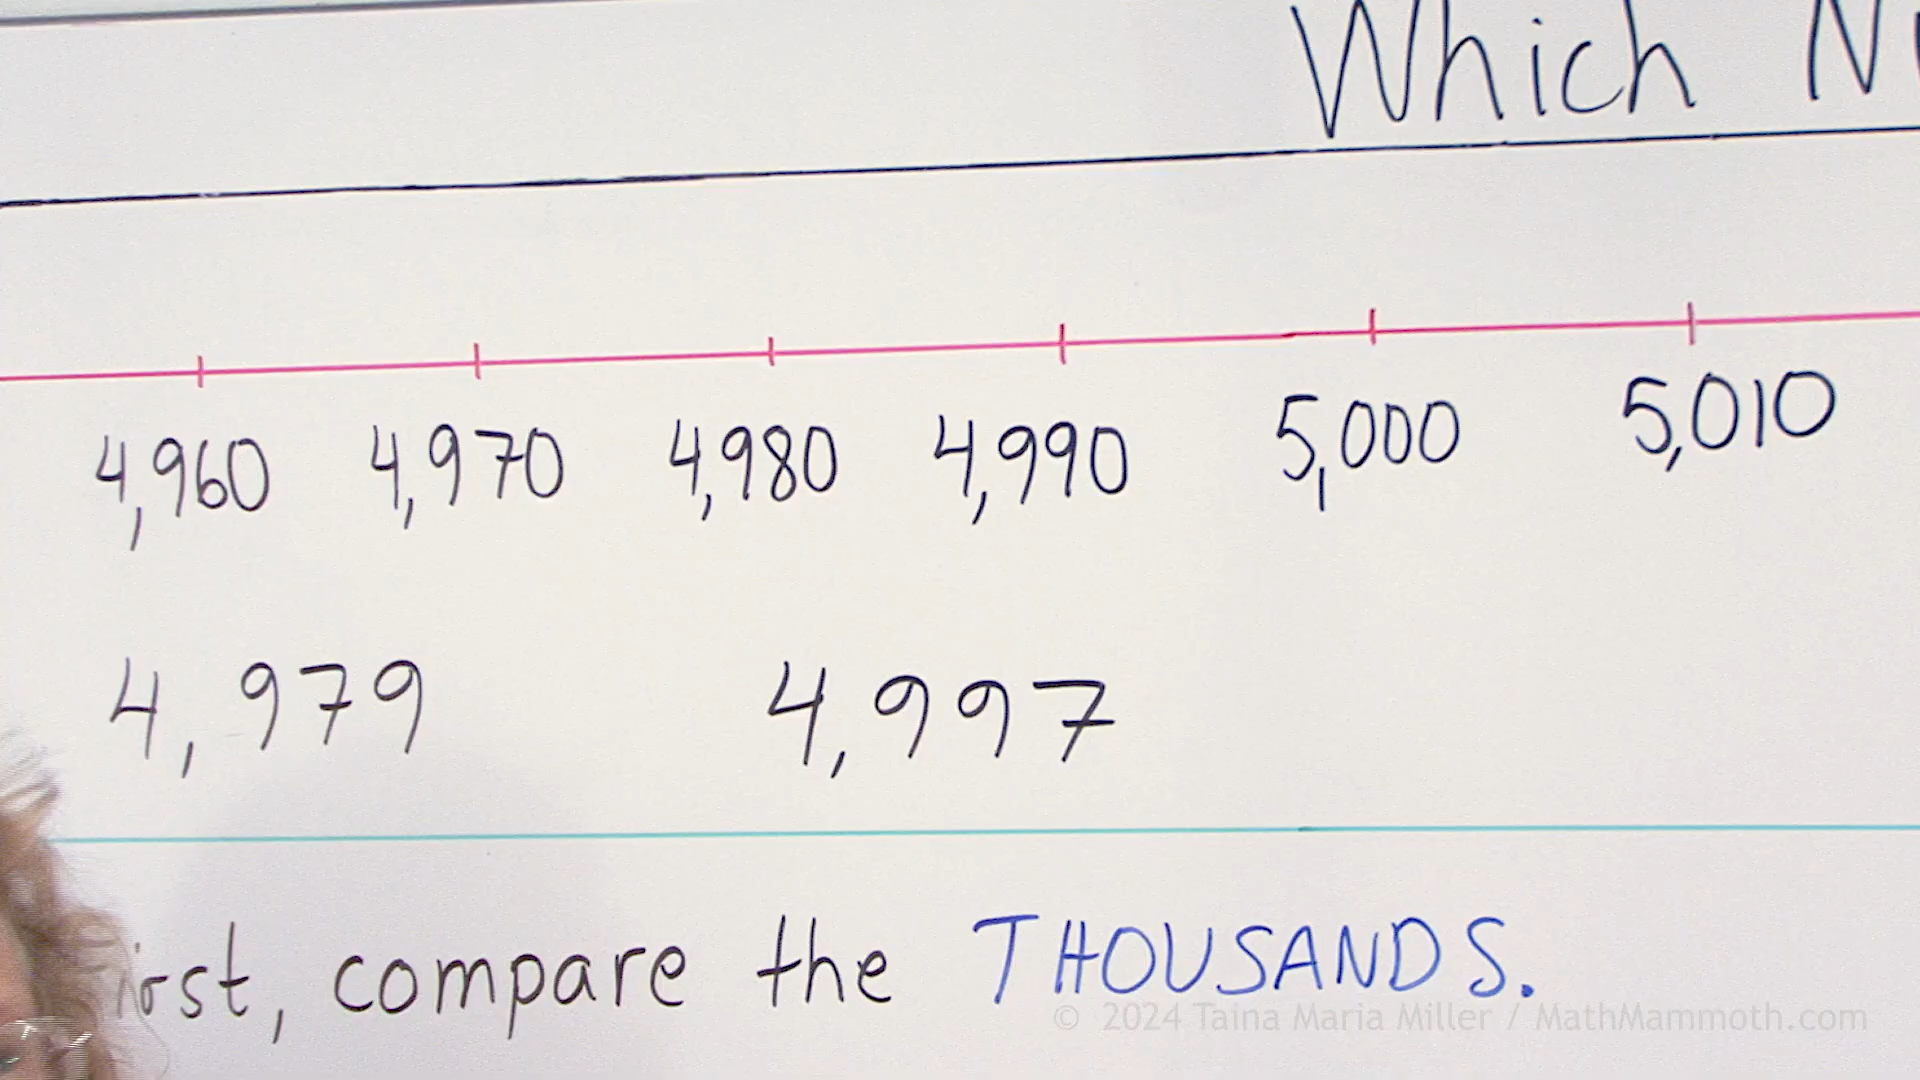 Which
4,960 4,970 4,980 4,990 5,000 5,010
4,979 4,997
, compare the THOUSANDS.
© 2024 Taina Maria Miller / MathMammoth.com